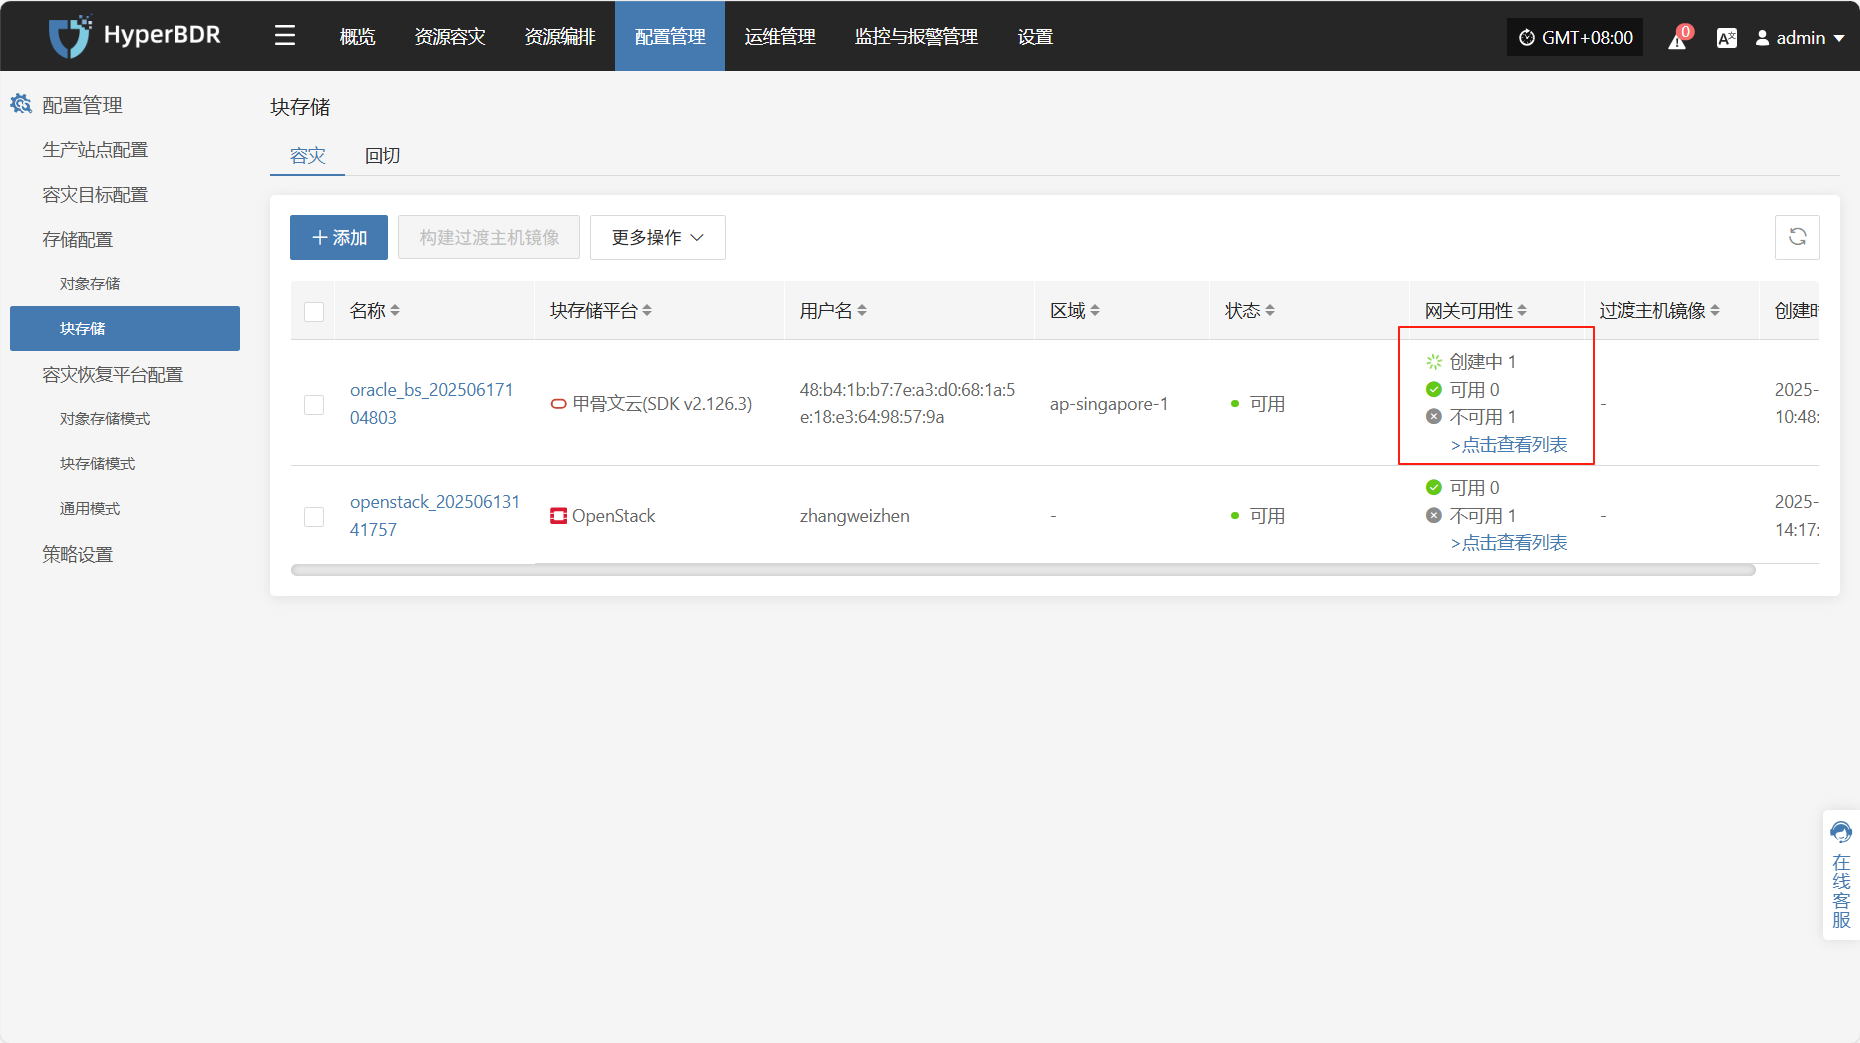 HyperBDR
概览
资源容灾
资源编排
配置管理
运维管理
监控与报警管理
设置
GMT+08:00
0
admin
配置管理
生产站点配置
容灾目标配置
存储配置
对象存储
块存储
容灾恢复平台配置
对象存储模式
块存储模式
通用模式
策略设置
块存储
容灾
回切
添加
构建过渡主机镜像
更多操作
名称
块存储平台
用户名
区域
状态
网关可用性
过渡主机镜像
创建时
oracle_bs_202506171
04803
甲骨文云(SDK v2.126.3)
48:b4:1b:b7:7e:a3:d0:68:1a:5
e:18:e3:64:98:57:9a
ap-singapore-1
可用
创建中 1
可用 0
不可用 1
>点击查看列表
-
2025-
10:48:
openstack_202506131
41757
OpenStack
zhangweizhen
-
可用
可用 0
不可用 1
>点击查看列表
-
2025-
14:17:
在线客服